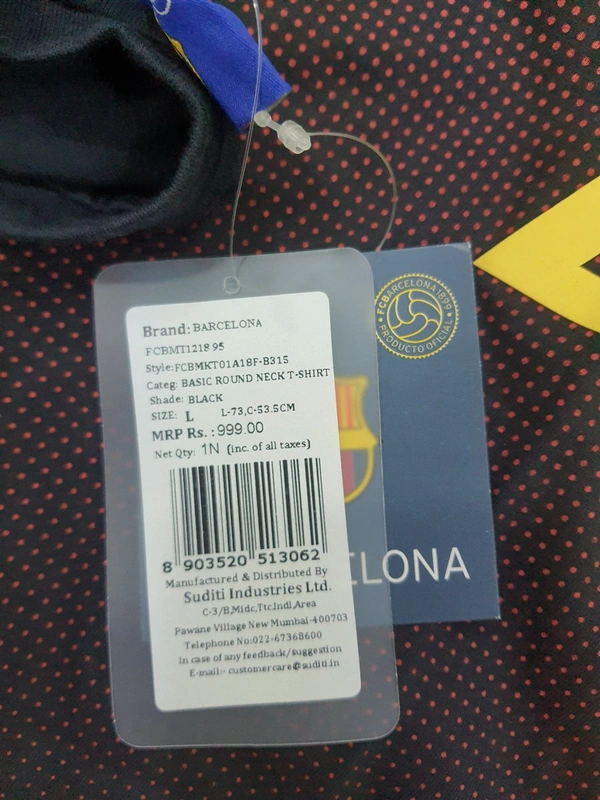 Brand: BARCELONA
FCBMT1218 95
Style:FCBMKT01A18F-B315
Categ: BASIC ROUND NECK T-SHIRT
Shade: BLACK
SIZE: L L-73,C-53.5CM
MRP Rs. : 999.00
Net Qty: 1N (inc. of all taxes)
8 903520 513062
Manufactured & Distributed By
Suditi Industries Ltd.
C-3/B,Midc,Ttc.Indl,Area
Pawane Village New Mumbai-400703
Telephone No:022-67368600
In case of any feedback/suggestion
E-mail:- customercare@suditi.in
FCBARCELONA 1899
PRODUCTO OFICIAL
ELONA